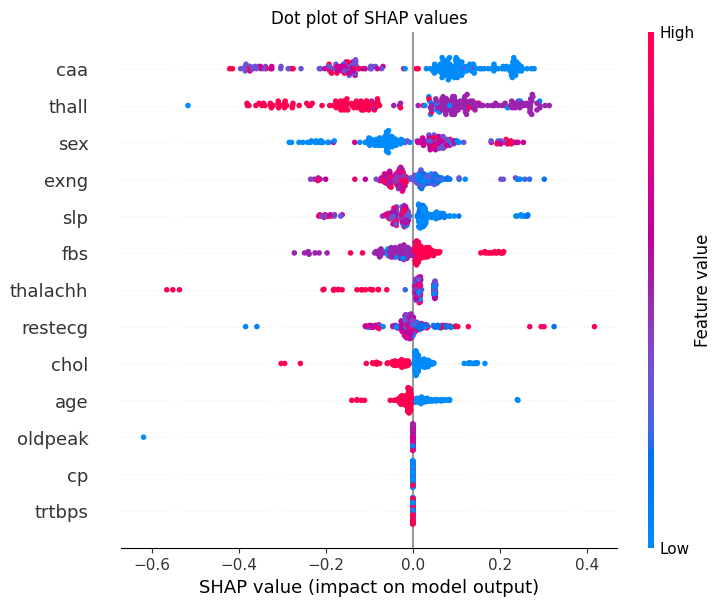 Dot plot of SHAP values
High
caa
thall
sex
exng
slp
fbs
thalachh
restecg
chol
age
oldpeak
cp
trtbps
Feature value
Low
−0.6 −0.4 −0.2 0.0 0.2 0.4
SHAP value (impact on model output)